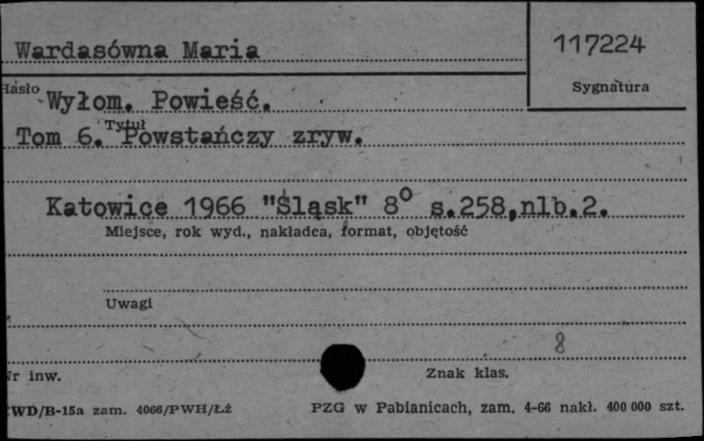 Wardasówna Maria
117224
Hasło
Sygnatura
Wyłom. Powieść.
Tytuł
Tom 6. Powstańczy zryw.
Katowice 1966 "Śląsk" 8° s.258,nlb.2.
Miejsce, rok wyd., nakładca, format, objętość
Uwagi
8
Nr inw.
Znak klas.
WD/B-15a zam. 4066/PWH/Łź
PZG w Pabianicach, zam. 4-66 nakł. 400 000 szt.